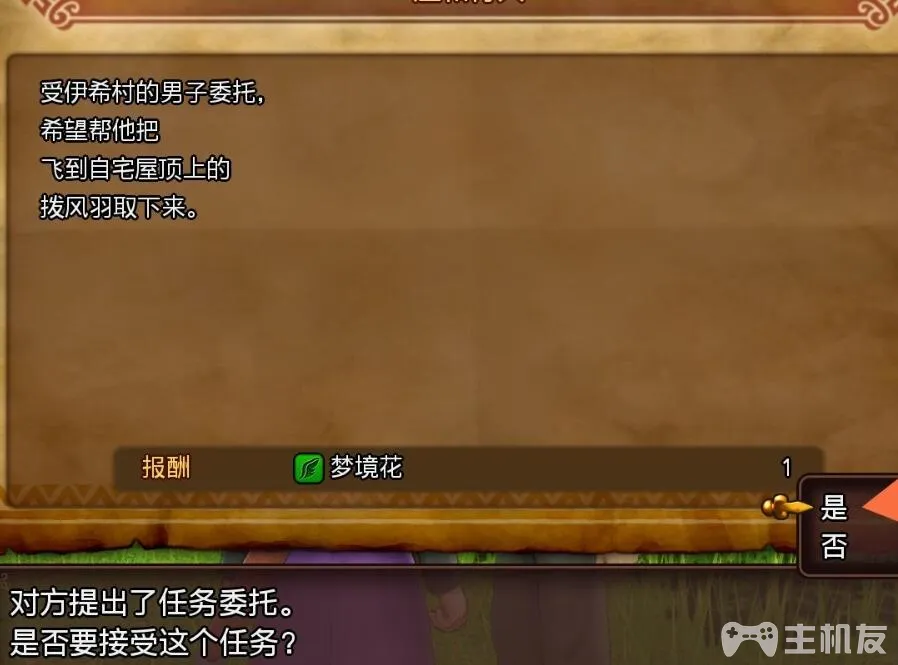 受伊希村的男子委托，
希望帮他把
飞到自宅屋顶上的
拨风羽取下来。
报酬 梦境花 1
是
否
对方提出了任务委托。
是否要接受这个任务？
主机友